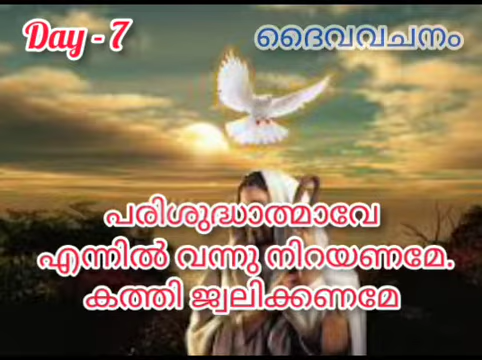 Day - 7
ദൈവവചനം
പരിശുദ്ധാത്മാവേ
എന്നിൽ വന്നു നിറയണമേ.
കത്തി ജ്വലിക്കണമേ